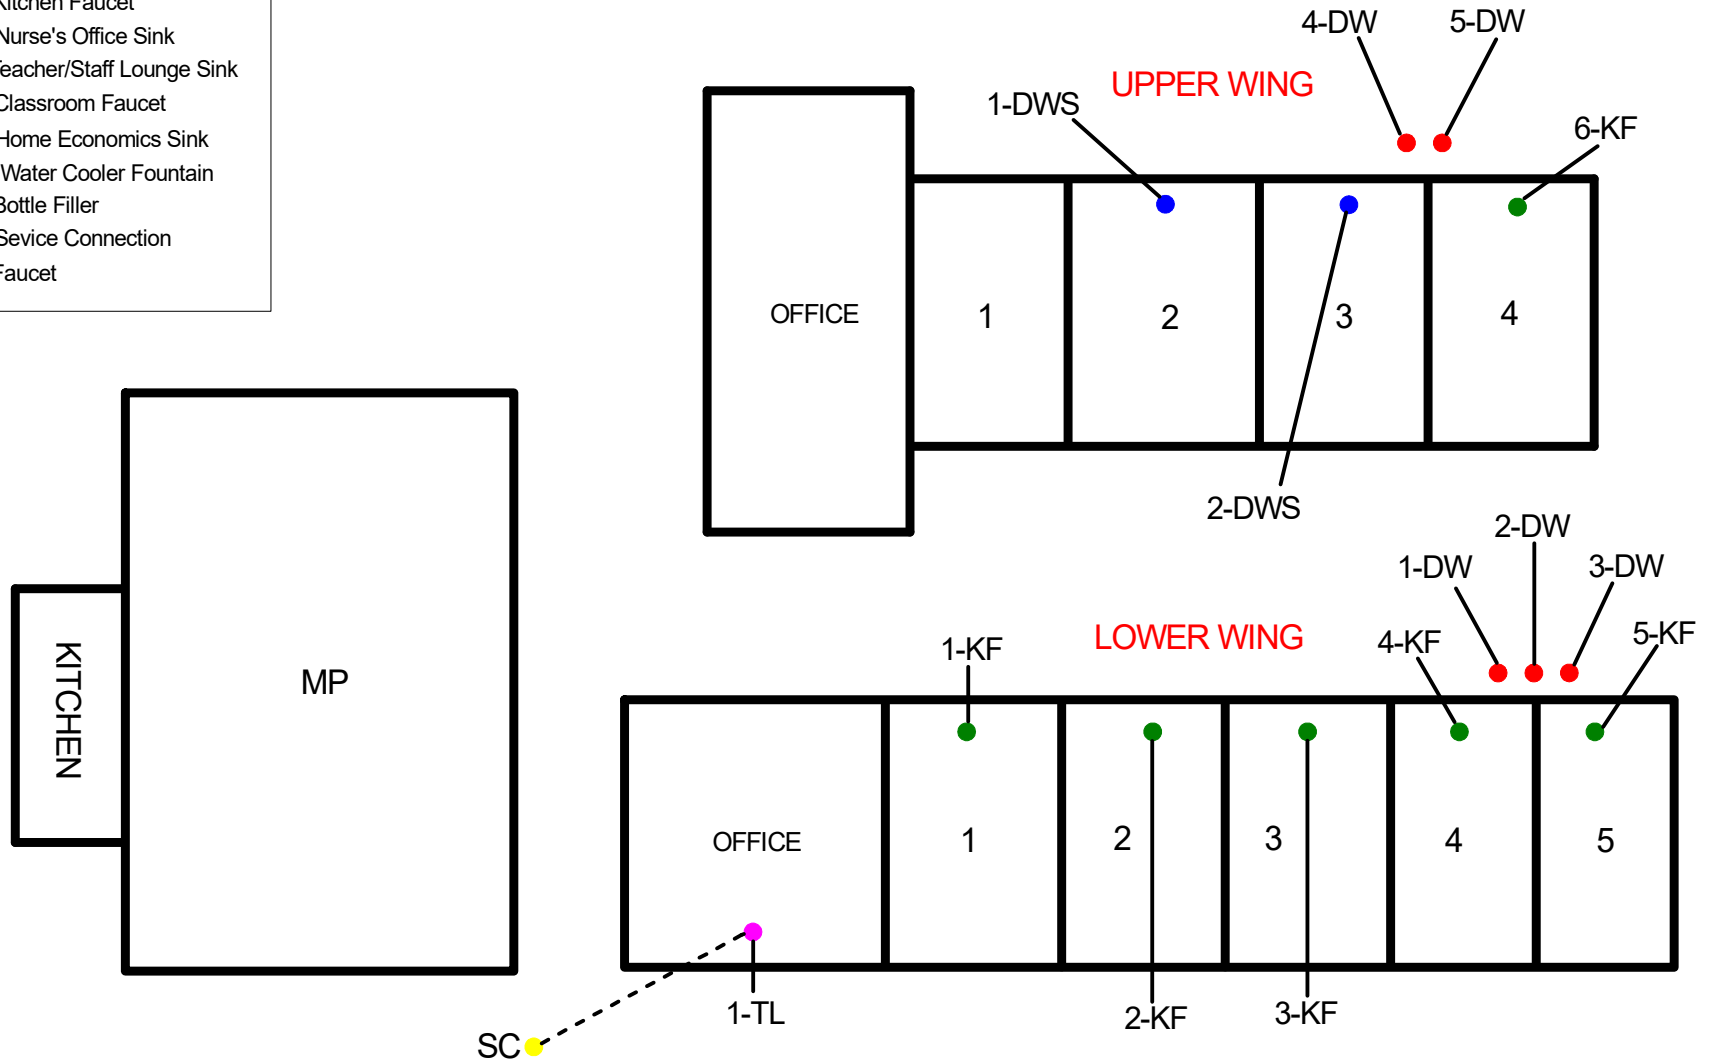 Kitchen Faucet
Nurse's Office Sink
Teacher/Staff Lounge Sink
Classroom Faucet
Home Economics Sink
Water Cooler Fountain
Bottle Filler
Sevice Connection
Faucet
4-DW
5-DW
UPPER WING
1-DWS
6-KF
OFFICE
1
2
3
4
2-DWS
2-DW
1-DW
3-DW
LOWER WING
1-KF
4-KF
5-KF
KITCHEN
MP
OFFICE
1
2
3
4
5
1-TL
2-KF
3-KF
SC